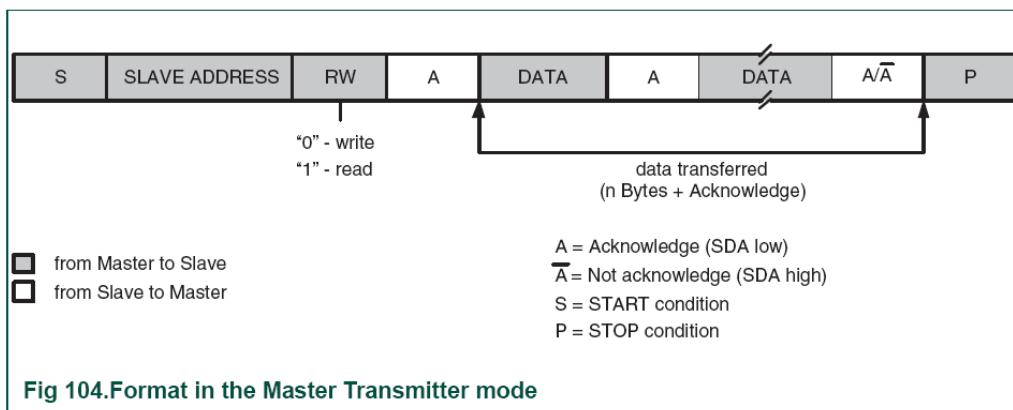 S SLAVE ADDRESS RW A DATA A DATA A/A̅ P
“0” - write
“1” - read
data transferred
(n Bytes + Acknowledge)
from Master to Slave
from Slave to Master
A = Acknowledge (SDA low)
A̅ = Not acknowledge (SDA high)
S = START condition
P = STOP condition
Fig 104.Format in the Master Transmitter mode